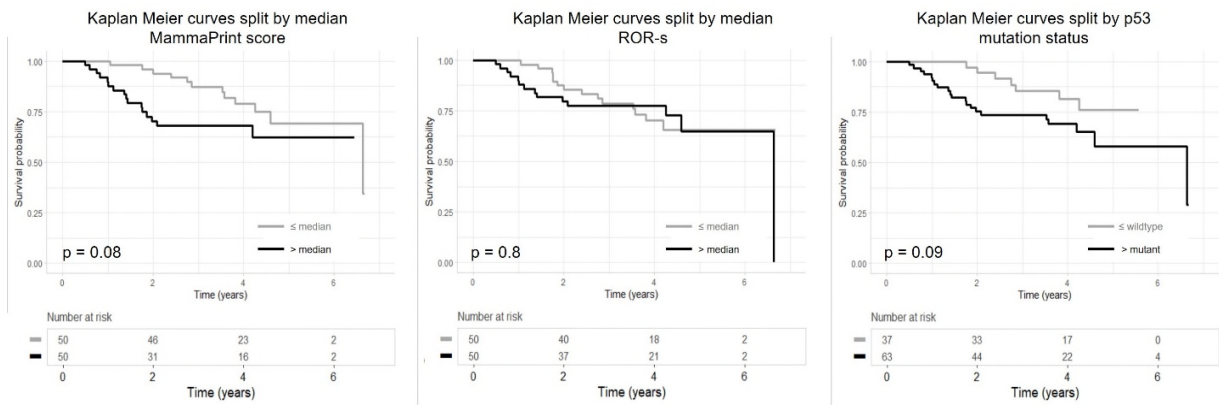 Kaplan Meier curves split by median
MammaPrint score
1.00
0.75
0.50
0.25
0.00
Survival probability
≤ median
> median
p = 0.08
0 2 4 6
Time (years)
Number at risk
50 46 23 2
50 31 16 2
0 2 4 6
Time (years)
Kaplan Meier curves split by median
ROR-s
1.00
0.75
0.50
0.25
0.00
Survival probability
≤ median
> median
p = 0.8
0 2 4 6
Time (years)
Number at risk
50 40 18 2
50 37 21 2
0 2 4 6
Time (years)
Kaplan Meier curves split by p53
mutation status
1.00
0.75
0.50
0.25
0.00
Survival probability
≤ wildtype
> mutant
p = 0.09
0 2 4 6
Time (years)
Number at risk
37 33 17 0
63 44 22 4
0 2 4 6
Time (years)